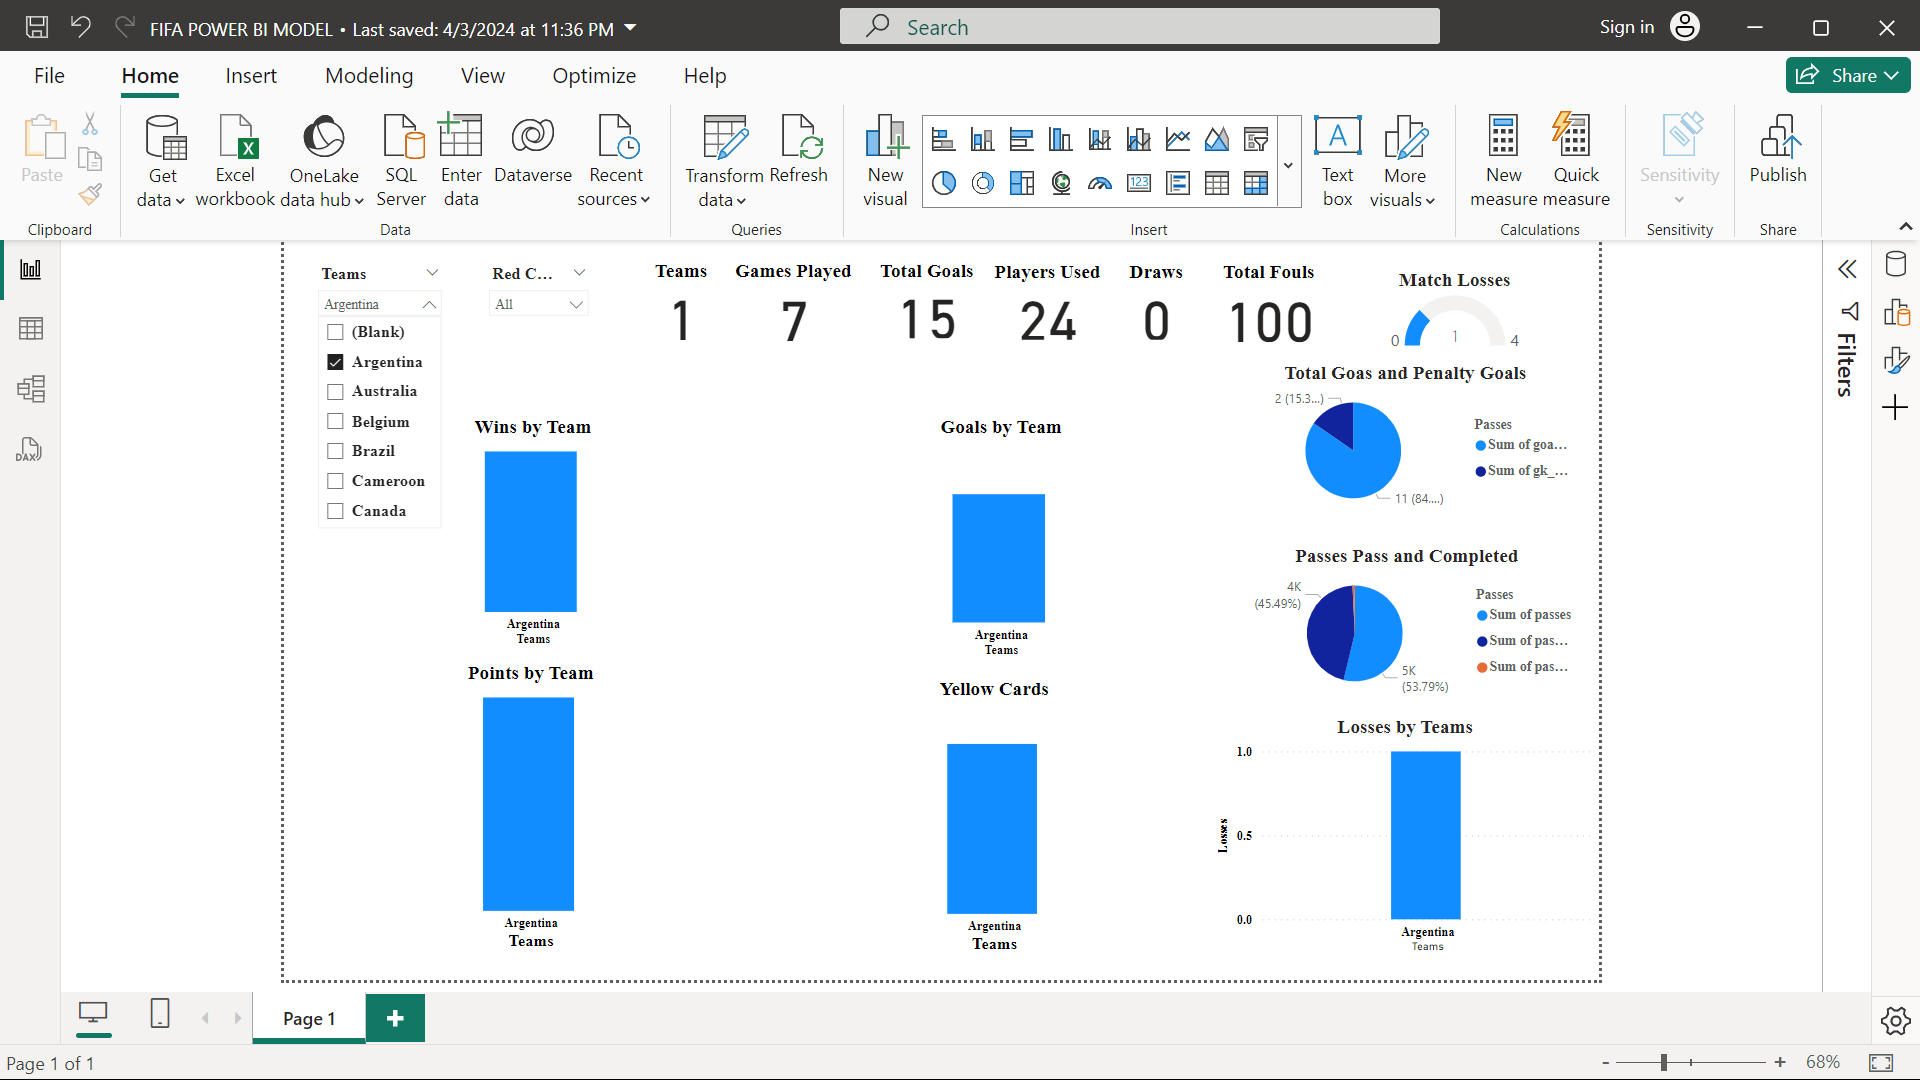 FIFA POWER BI MODEL • Last saved: 4/3/2024 at 11:36 PM
Search
Sign in
File Home Insert Modeling View Optimize Help
Share
Paste
Get data
Excel workbook
OneLake data hub
SQL Server
Enter data
Dataverse
Recent sources
Transform data
Refresh
New visual
123
A
Text box
More visuals
New measure
Quick measure
Sensitivity
Publish
Clipboard Data Queries Insert Calculations Sensitivity Share
DAX
Teams
Argentina
(Blank)
Argentina
Australia
Belgium
Brazil
Cameroon
Canada
Red C...
All
Teams
1
Games Played
7
Total Goals
15
Players Used
24
Draws
0
Total Fouls
100
Match Losses
0 1 4
Filters
Total Goas and Penalty Goals
2 (15.3...)
11 (84....)
Passes
Sum of goa...
Sum of gk_...
Wins by Team
Argentina
Teams
Goals by Team
Argentina
Teams
Passes Pass and Completed
4K
(45.49%)
5K
(53.79%)
Passes
Sum of passes
Sum of pas...
Sum of pas...
Points by Team
Argentina
Teams
Yellow Cards
Argentina
Teams
Losses by Teams
Losses
1.0
0.5
0.0
Argentina
Teams
Page 1
+
Page 1 of 1
- + 68%